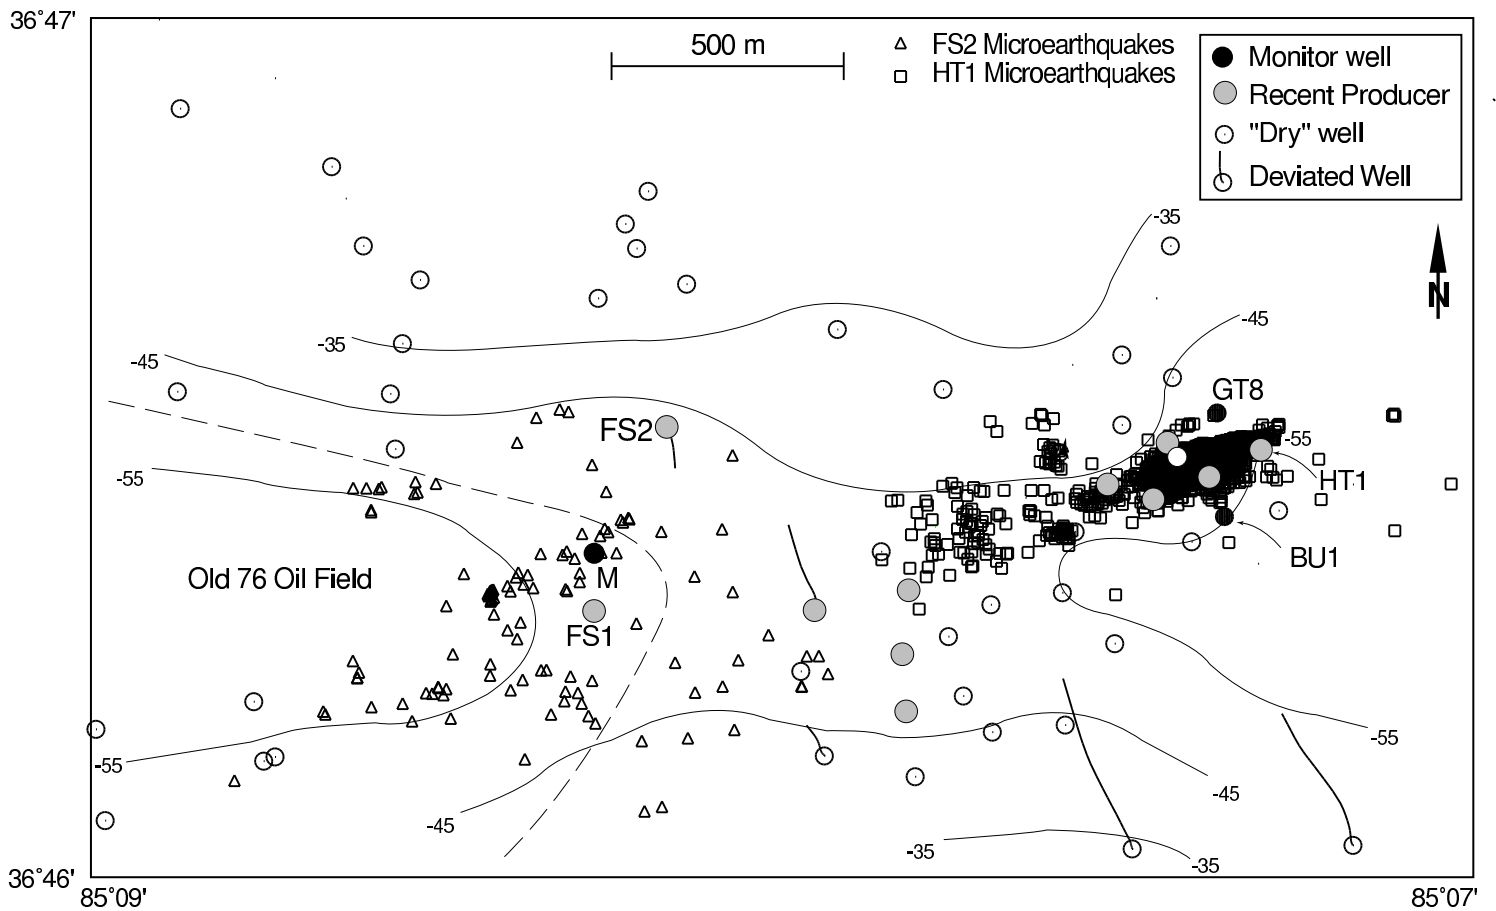 36˚47'
500 m
FS2 Microearthquakes
HT1 Microearthquakes
Monitor well
Recent Producer
"Dry" well
Deviated Well
-35
N
-45
-35
-45
GT8
FS2
-55
-55
HT1
BU1
Old 76 Oil Field
M
FS1
-55
-55
-45
-45
-35
-35
36˚46'
85˚09'
85˚07'